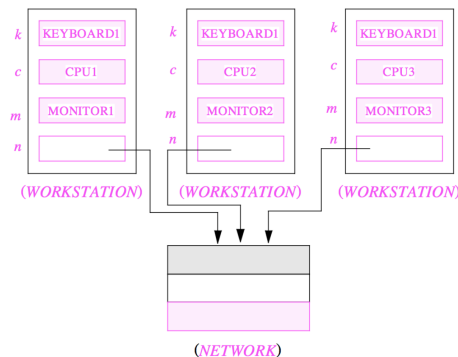 k KEYBOARD1 k KEYBOARD1 k KEYBOARD1
c CPU1 c CPU2 c CPU3
m MONITOR1 m MONITOR2 m MONITOR3
n n n
(WORKSTATION) (WORKSTATION) (WORKSTATION)
(NETWORK)